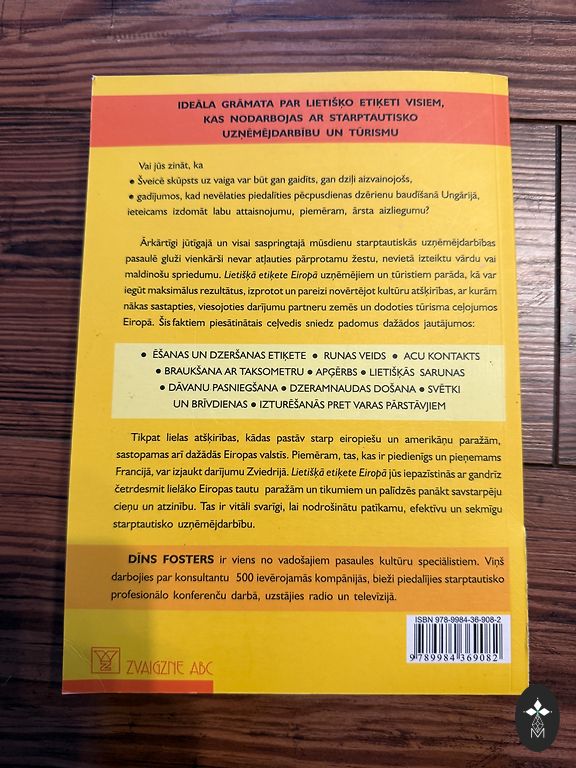 IDEĀLA GRĀMATA PAR LIETIŠĶO ETIĶETI VISIEM,
KAS NODARBOJAS AR STARPTAUTISKO
UZŅĒMĒJDARBĪBU UN TŪRISMU
Vai jūs zināt, ka
• Šveicē skūpsts uz vaiga var būt gan gaidīts, gan dziļi aizvainojošs,
• gadījumos, kad nevēlaties piedalīties pēcpusdienas dzērienu baudīšanā Ungārijā,
ieteicams izdomāt labu attaisnojumu, piemēram, ārsta aizliegumu?
Ārkārtīgi jūtīgajā un visai saspringtajā mūsdienu starptautiskās uzņēmējdarbības
pasaulē gluži vienkārši nevar atļauties pārprotamu žestu, nevietā izteiktu vārdu vai
maldinošu spriedumu. Lietišķā etiķete Eiropā uzņēmējiem un tūristiem parāda, kā var
iegūt maksimālus rezultātus, izprotot un pareizi novērtējot kultūru atšķirības, ar kurām
nākas sastapties, viesojoties darījumu partneru zemēs un dodoties tūrisma ceļojumos
Eiropā. Šis faktiem piesātinātais ceļvedis sniedz padomus dažādos jautājumos:
• ĒŠANAS UN DZERŠANAS ETIĶETE • RUNAS VEIDS • ACU KONTAKTS
• BRAUKŠANA AR TAKSOMETRU • APĢĒRBS • LIETIŠĶĀS SARUNAS
• DĀVANU PASNIEGŠANA • DZERAMNAUDAS DOŠANA • SVĒTKI
UN BRĪVDIENAS • IZTURĒŠANĀS PRET VARAS PĀRSTĀVJIEM
Tikpat lielas atšķirības, kādas pastāv starp eiropiešu un amerikāņu paražām,
sastopamas arī dažādās Eiropas valstīs. Piemēram, tas, kas ir piedienīgs un pieņemams
Francijā, var izjaukt darījumu Zviedrijā. Lietišķā etiķete Eiropā jūs iepazīstinās ar gandrīz
četrdesmit lielāko Eiropas tautu paražām un tikumiem un palīdzēs panākt savstarpēju
cieņu un atzinību. Tas ir vitāli svarīgi, lai nodrošinātu patīkamu, efektīvu un sekmīgu
starptautisko uzņēmējdarbību.
DĪNS FOSTERS ir viens no vadošajiem pasaules kultūru speciālistiem. Viņš
darbojies par konsultantu 500 ievērojamās kompānijās, bieži piedalījies starptautisko
profesionālo konferenču darbā, uzstājies radio un televīzijā.
ISBN 978-9984-36-908-2
9 789984 369082
ZVAIGZNE ABC
M